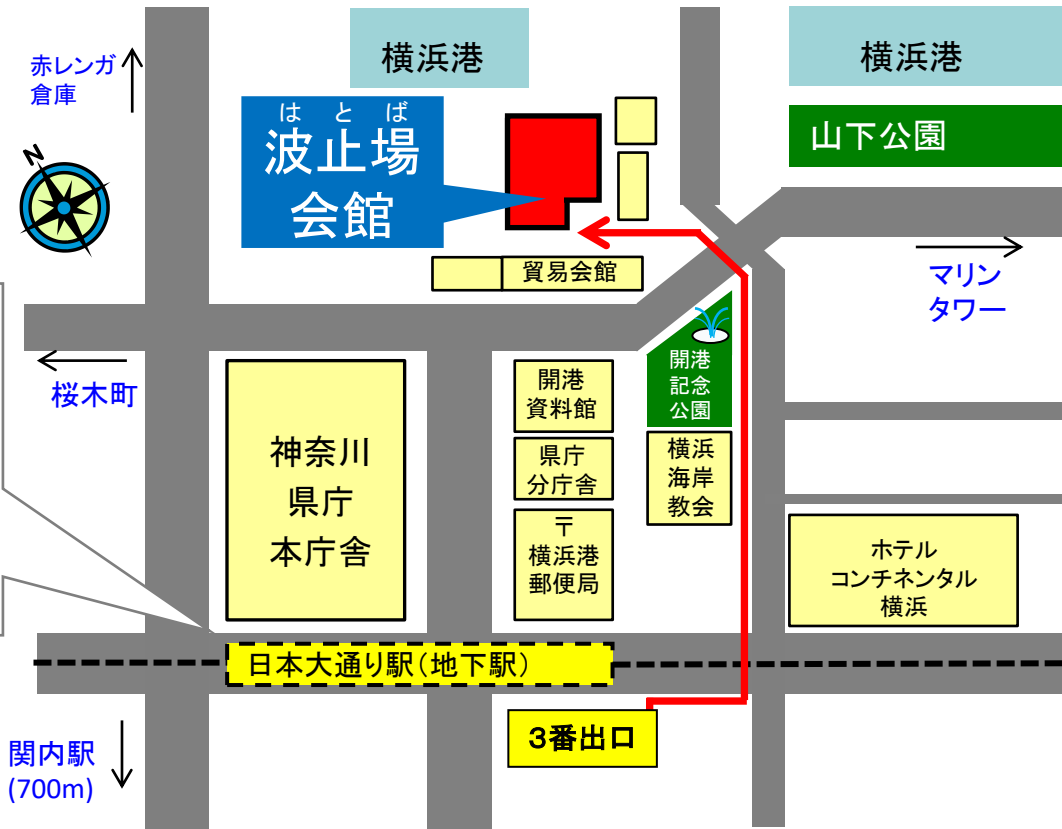 横浜港
横浜港
赤レンガ
倉庫
はとば
波止場
会館
山下公園
N
貿易会館
マリン
タワー
桜木町
開港
記念
公園
開港
資料館
神奈川
県庁
本庁舎
県庁
分庁舎
横浜
海岸
教会
〒
横浜港
郵便局
ホテル
コンチネンタル
横浜
日本大通り駅(地下駅)
3番出口
関内駅
(700m)